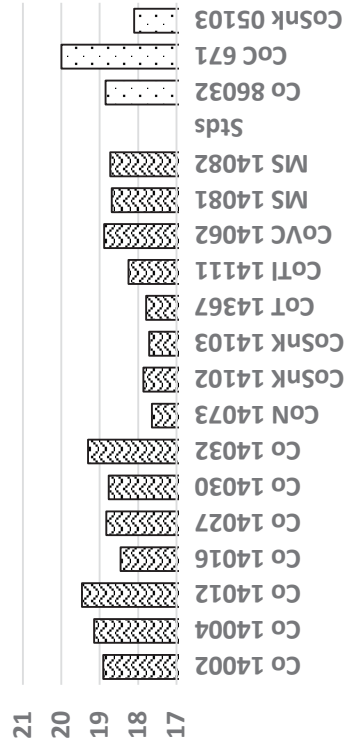 CoSnk 05103
CoC 671
Co 86032
Stds
MS 14082
MS 14081
CoVC 14062
CoTl 14111
CoT 14367
CoSnK 14103
CoSnK 14102
CoN 14073
Co 14032
Co 14030
Co 14027
Co 14016
Co 14012
Co 14004
Co 14002
21
20
19
18
17